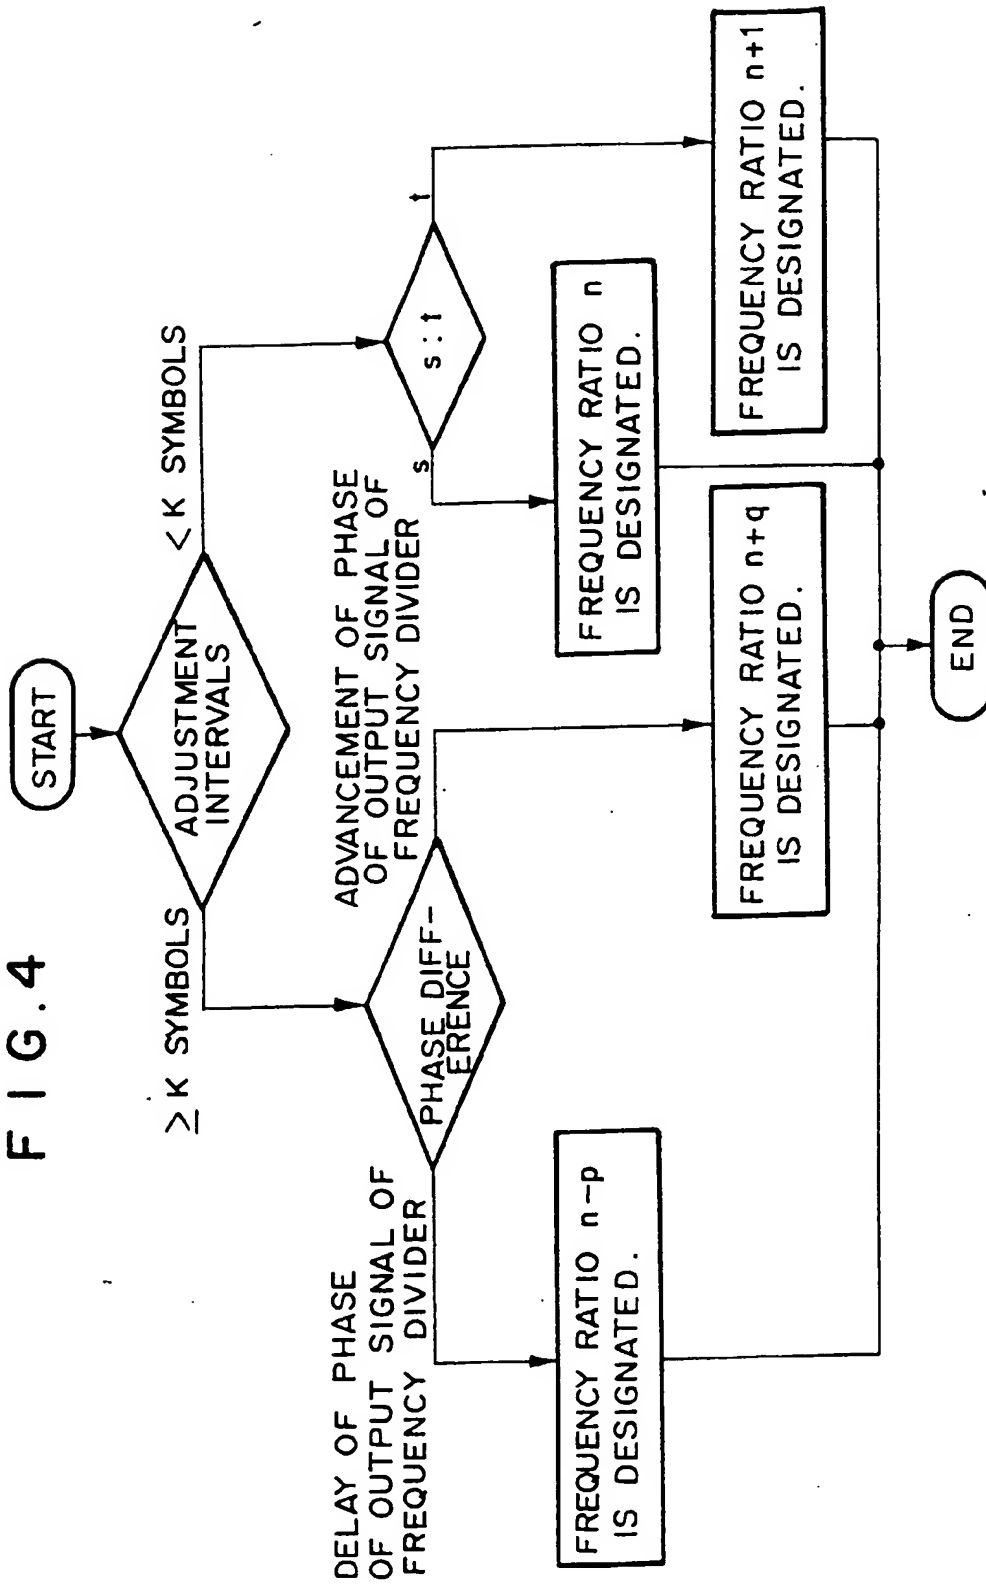 FIG.4
START
ADJUSTMENT
INTERVALS
≥K SYMBOLS
<K SYMBOLS
PHASE DIFF-
ERENCE
DELAY OF PHASE
OF OUTPUT SIGNAL OF
FREQUENCY DIVIDER
ADVANCEMENT OF PHASE
OF OUTPUT SIGNAL OF
FREQUENCY DIVIDER
s:t
s
t
FREQUENCY RATIO n-p
IS DESIGNATED.
FREQUENCY RATIO n+q
IS DESIGNATED.
FREQUENCY RATIO n
IS DESIGNATED.
FREQUENCY RATIO n+1
IS DESIGNATED.
END